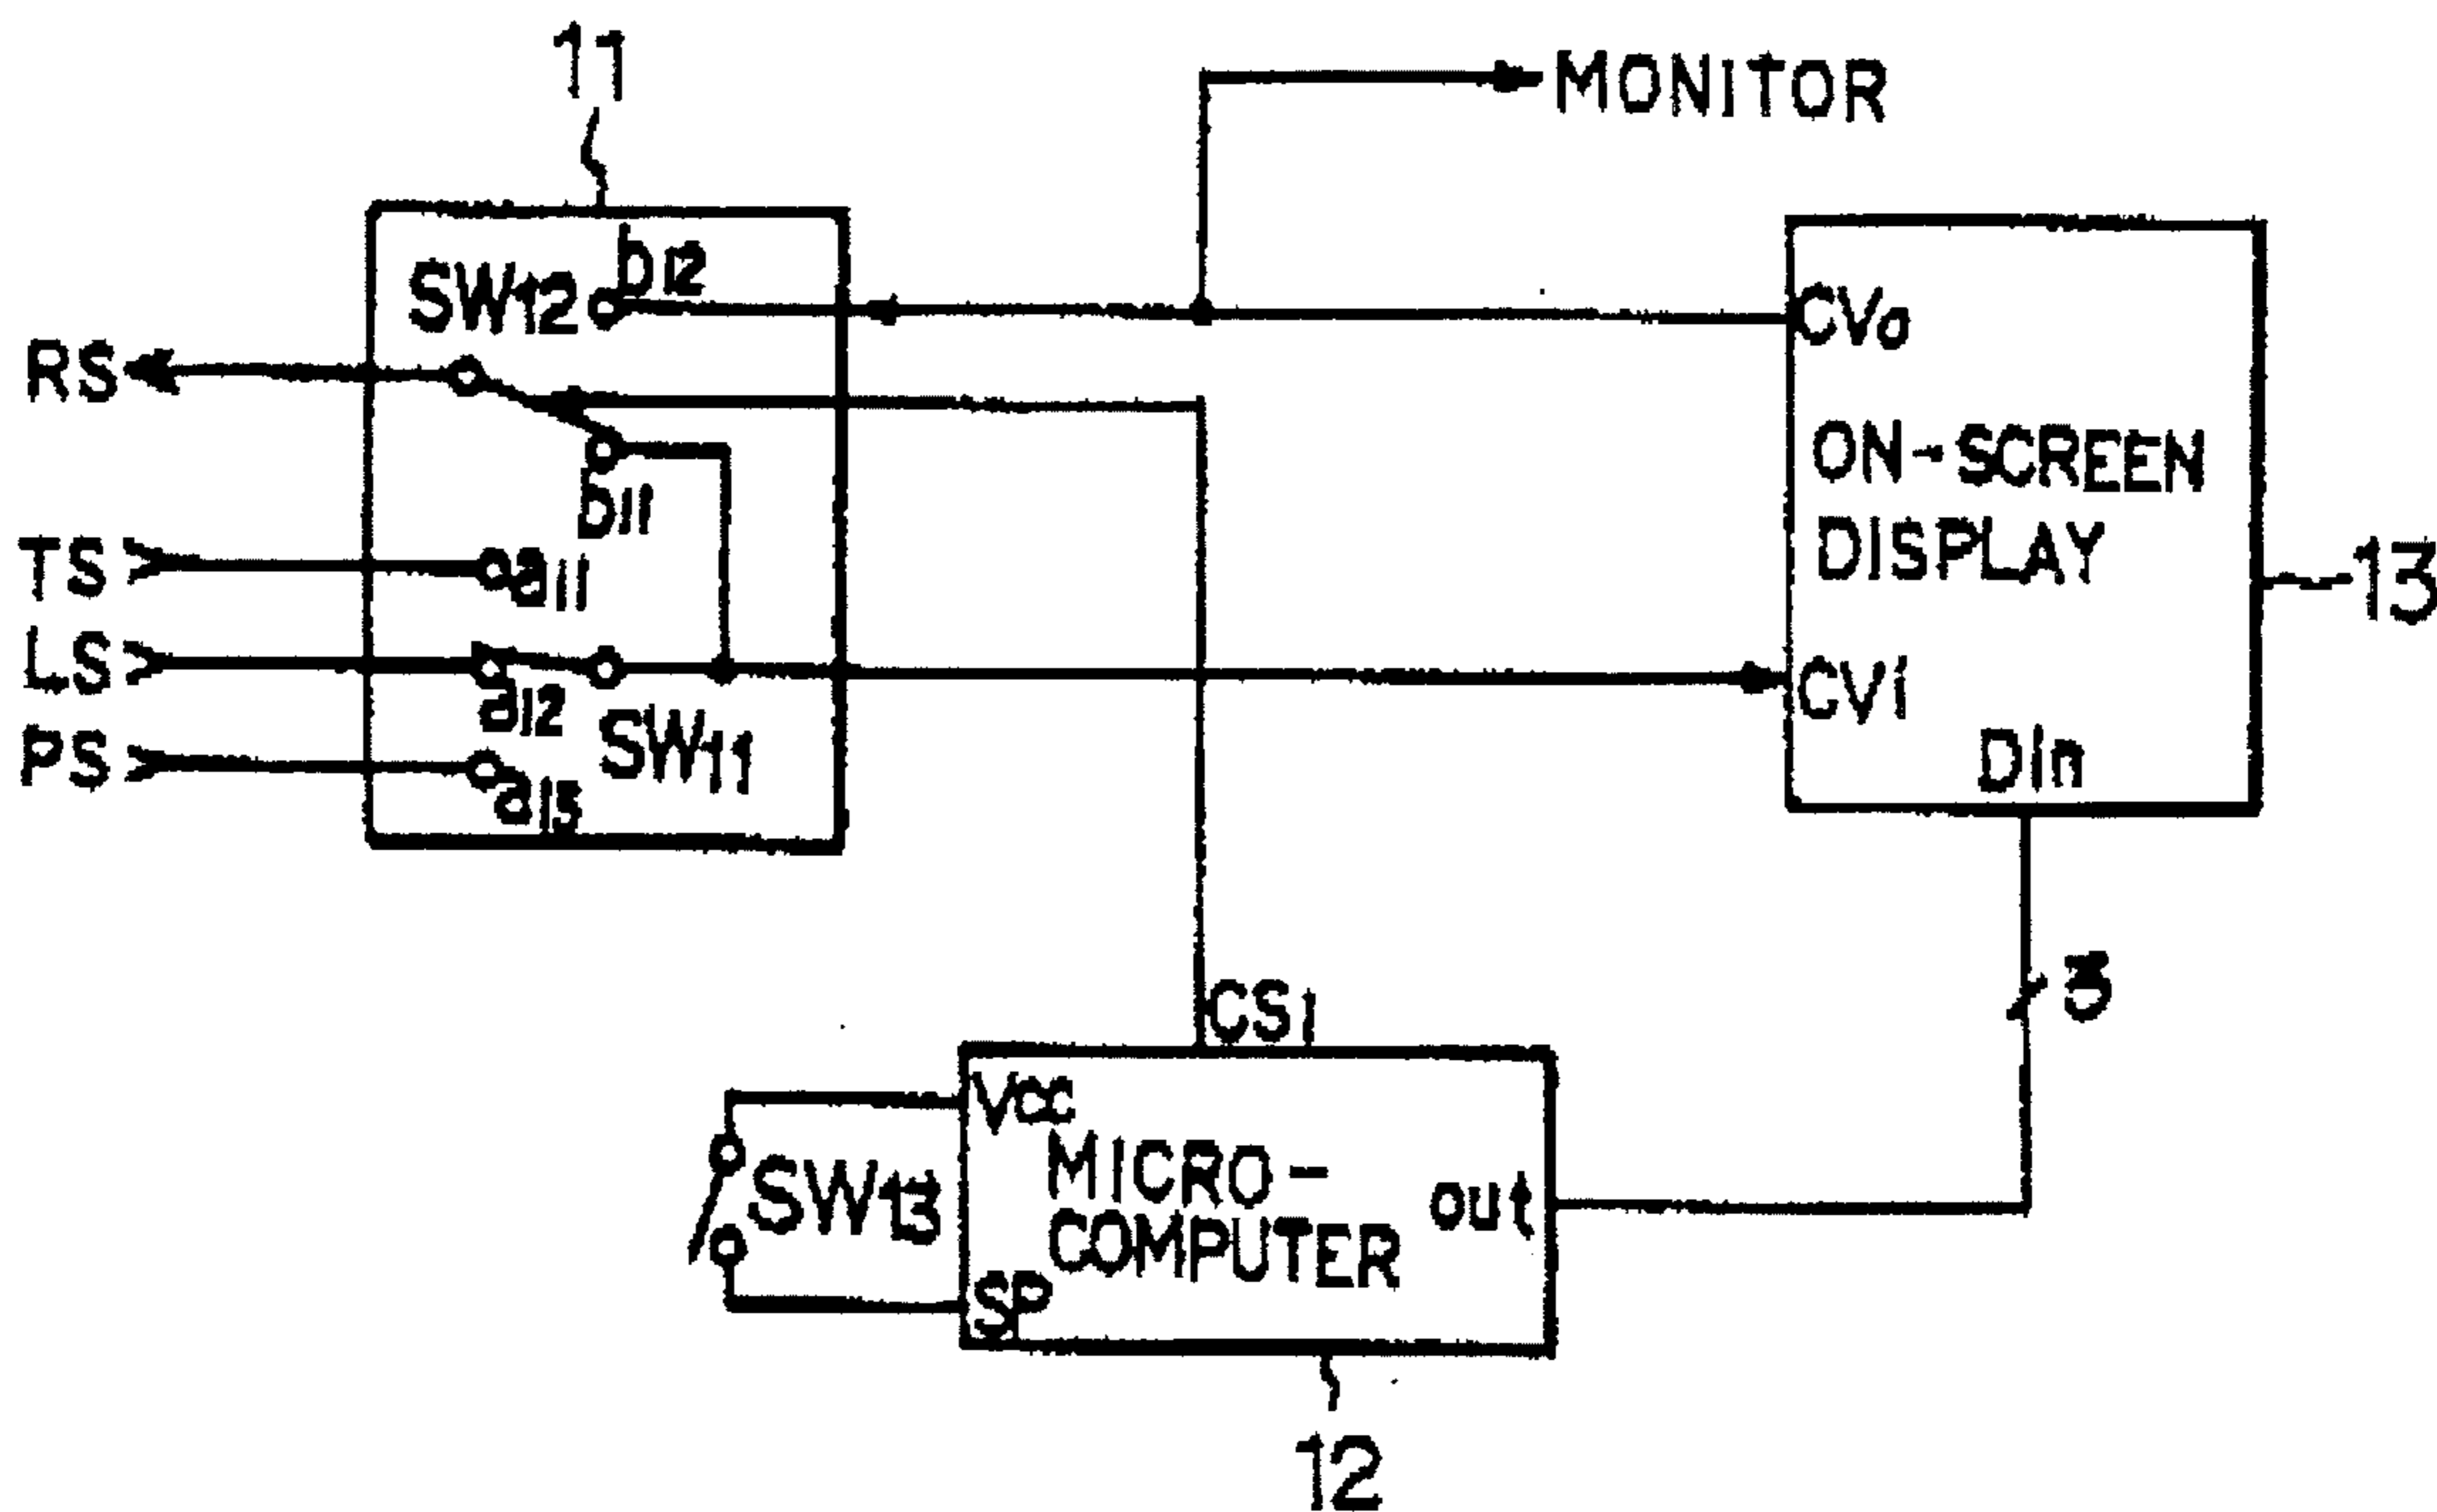 11
MONITOR
SW12
b12
CVo
RS
ON-SCREEN
DISPLAY
b11
TS
a11
13
LS
a12
CVi
SW11
PS
Din
a13
3
CS1
Vcc
MICRO-
COMPUTER
SW13
out
SP
12